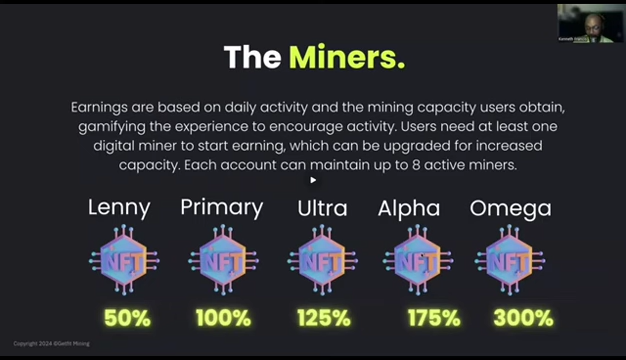 The Miners.
Earnings are based on daily activity and the mining capacity users obtain,
gamifying the experience to encourage activity. Users need at least one
digital miner to start earning, which can be upgraded for increased
capacity. Each account can maintain up to 8 active miners.
Lenny Primary Ultra Alpha Omega
NFT NFT NFT NFT NFT
50% 100% 125% 175% 300%
Copyright 2024 ©Getfit Mining
Kenneth